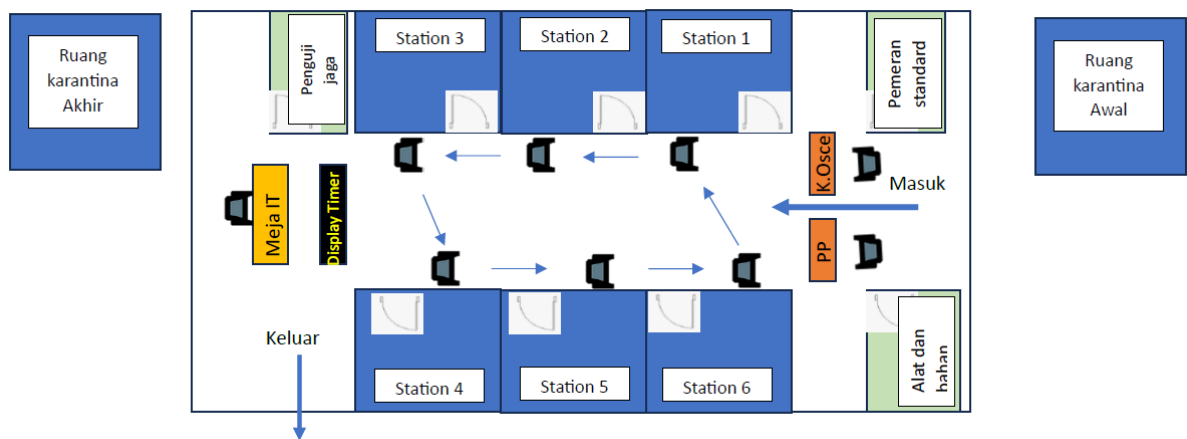 Ruang
karantina
Akhir
Penguji
jaga
Station 3
Station 2
Station 1
Pemeran
standard
Ruang
karantina
Awal
Meja IT
Display Timer
K.Osce
Masuk
PP
Keluar
Station 4
Station 5
Station 6
Alat dan
bahan